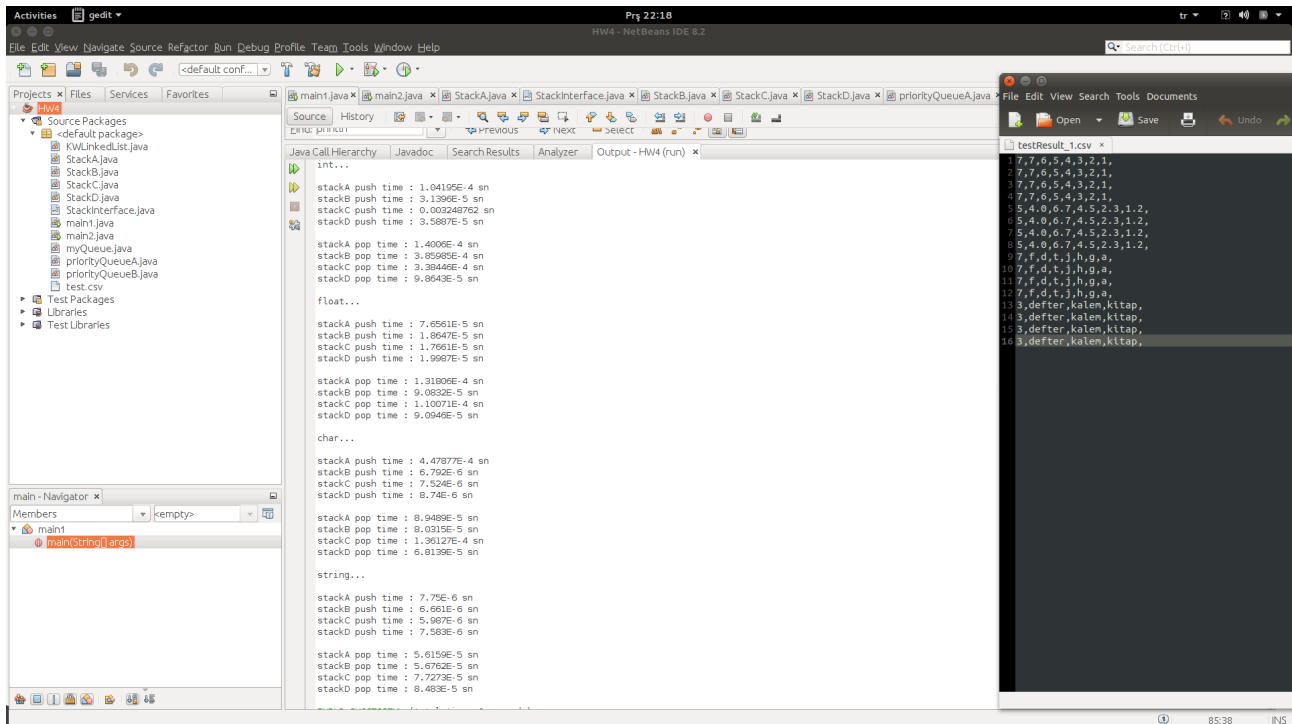 Activities gedit Prş 22:18 tr
HW4 - NetBeans IDE 8.2
File Edit View Navigate Source Refactor Run Debug Profile Team Tools Window Help
Search (Ctrl+I)
<default conf...
Projects Files Services Favorites
HW4
Source Packages
<default package>
KWLinkedList.java
StackA.java
StackB.java
StackC.java
StackD.java
StackInterface.java
main1.java
main2.java
myQueue.java
priorityQueueA.java
priorityQueueB.java
test.csv
Test Packages
Libraries
Test Libraries
main - Navigator
Members <empty>
main1
main(String[] args)
main1.java main2.java StackA.java StackInterface.java StackB.java StackC.java StackD.java priorityQueueA.java
Source History
Find: println Previous Next Select
Java Call Hierarchy Javadoc Search Results Analyzer Output - HW4 (run)
int...
stackA push time : 1.04195E-4 sn
stackB push time : 3.1396E-5 sn
stackC push time : 0.003248762 sn
stackD push time : 3.5887E-5 sn
stackA pop time : 1.4006E-4 sn
stackB pop time : 3.85985E-4 sn
stackC pop time : 3.38446E-4 sn
stackD pop time : 9.8643E-5 sn
float...
stackA push time : 7.6561E-5 sn
stackB push time : 1.8647E-5 sn
stackC push time : 1.7661E-5 sn
stackD push time : 1.9987E-5 sn
stackA pop time : 1.31806E-4 sn
stackB pop time : 9.0832E-5 sn
stackC pop time : 1.10071E-4 sn
stackD pop time : 9.0946E-5 sn
char...
stackA push time : 4.47877E-4 sn
stackB push time : 6.792E-6 sn
stackC push time : 7.524E-6 sn
stackD push time : 8.74E-6 sn
stackA pop time : 8.9489E-5 sn
stackB pop time : 8.0315E-5 sn
stackC pop time : 1.36127E-4 sn
stackD pop time : 6.8139E-5 sn
string...
stackA push time : 7.75E-6 sn
stackB push time : 6.661E-6 sn
stackC push time : 5.987E-6 sn
stackD push time : 7.583E-6 sn
stackA pop time : 5.6159E-5 sn
stackB pop time : 5.6762E-5 sn
stackC pop time : 7.7273E-5 sn
stackD pop time : 8.483E-5 sn
File Edit View Search Tools Documents
Open Save Undo
testResult_1.csv
1 7,7,6,5,4,3,2,1,
2 7,7,6,5,4,3,2,1,
3 7,7,6,5,4,3,2,1,
4 7,7,6,5,4,3,2,1,
5 5,4.0,6.7,4.5,2.3,1.2,
6 5,4.0,6.7,4.5,2.3,1.2,
7 5,4.0,6.7,4.5,2.3,1.2,
8 5,4.0,6.7,4.5,2.3,1.2,
9 7,f,d,t,j,h,g,a,
10 7,f,d,t,j,h,g,a,
11 7,f,d,t,j,h,g,a,
12 7,f,d,t,j,h,g,a,
13 3,defter,kalem,kitap,
14 3,defter,kalem,kitap,
15 3,defter,kalem,kitap,
16 3,defter,kalem,kitap,
1 85:38 INS